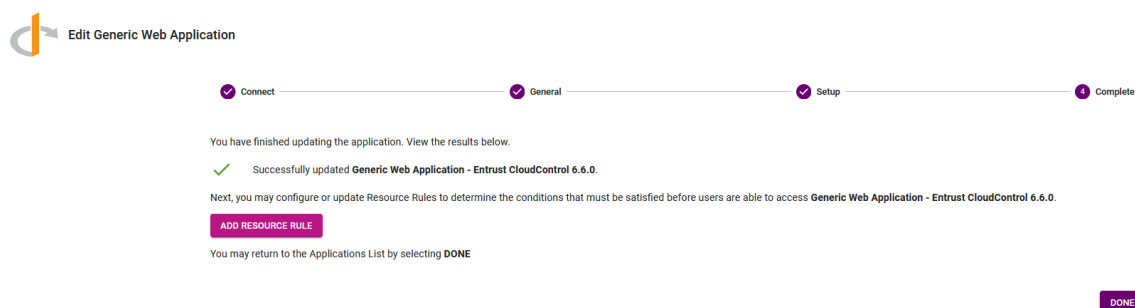 Edit Generic Web Application
Connect
General
Setup
4 Complete
You have finished updating the application. View the results below.
Successfully updated Generic Web Application - Entrust CloudControl 6.6.0.
Next, you may configure or update Resource Rules to determine the conditions that must be satisfied before users are able to access Generic Web Application - Entrust CloudControl 6.6.0.
ADD RESOURCE RULE
You may return to the Applications List by selecting DONE
DONE